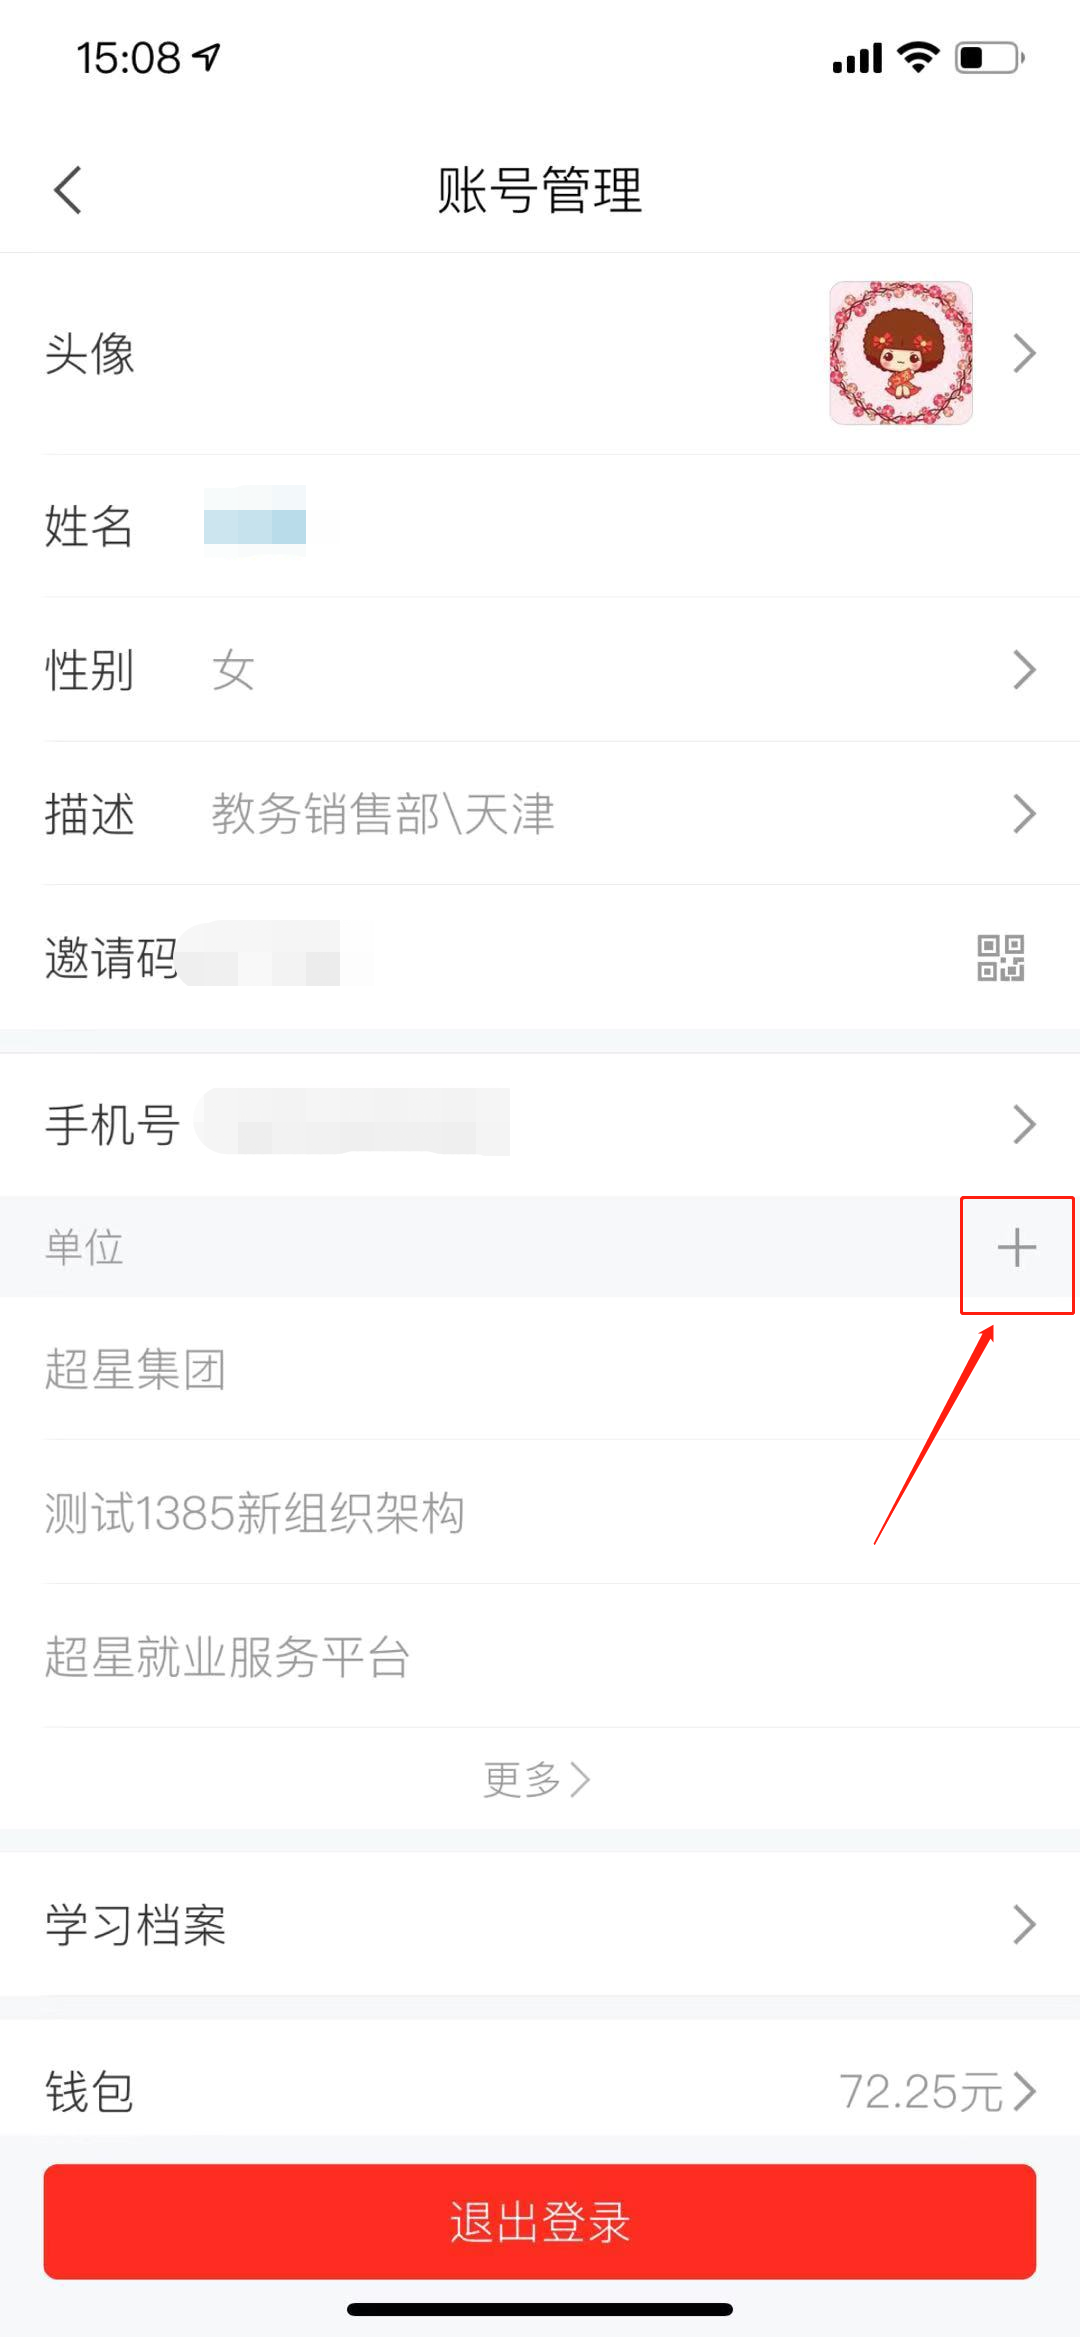 15:08
账号管理
头像
姓名
性别 女
描述 教务销售部\天津
邀请码
手机号
单位
超星集团
测试1385新组织架构
超星就业服务平台
更多
学习档案
钱包 72.25元
退出登录